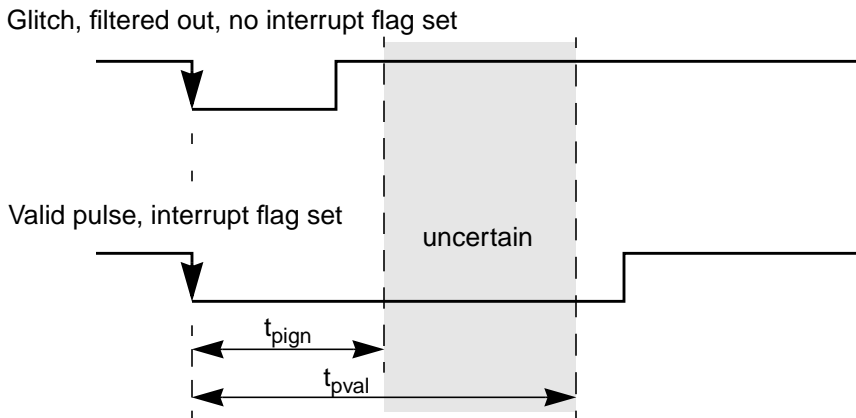 Glitch, filtered out, no interrupt flag set
Valid pulse, interrupt flag set
uncertain
tpign
tpval